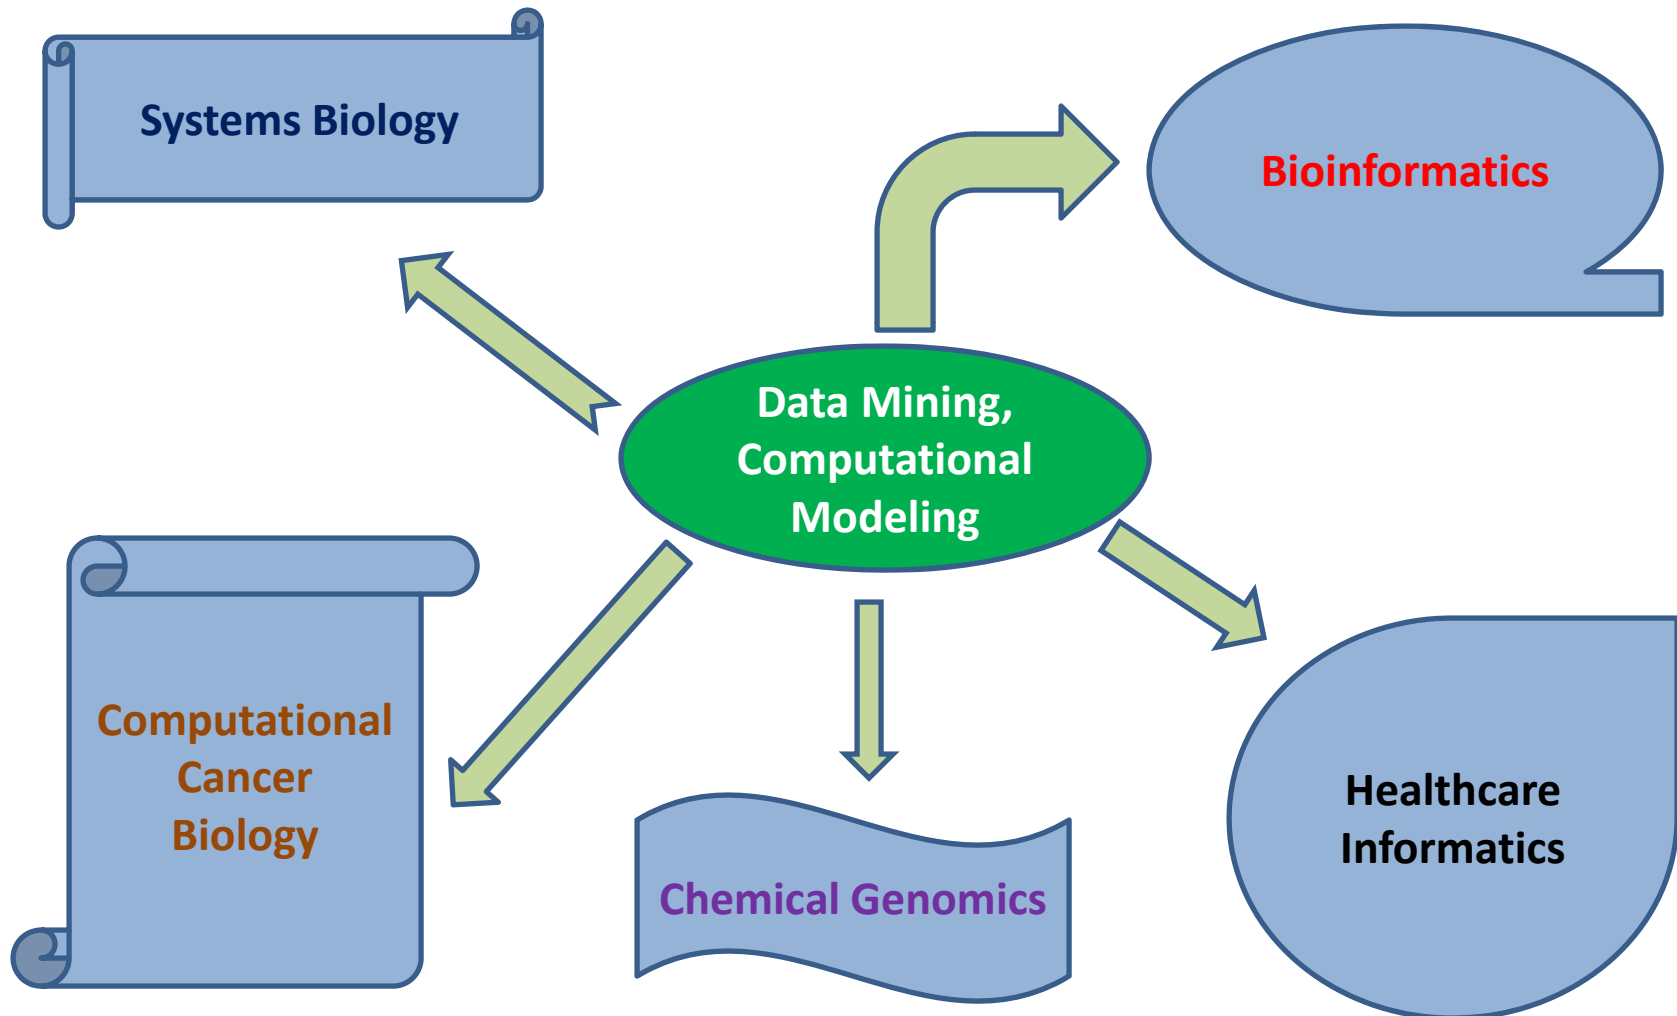 Systems Biology
Bioinformatics
Data Mining,
Computational
Modeling
Computational
Cancer
Biology
Chemical Genomics
Healthcare
Informatics